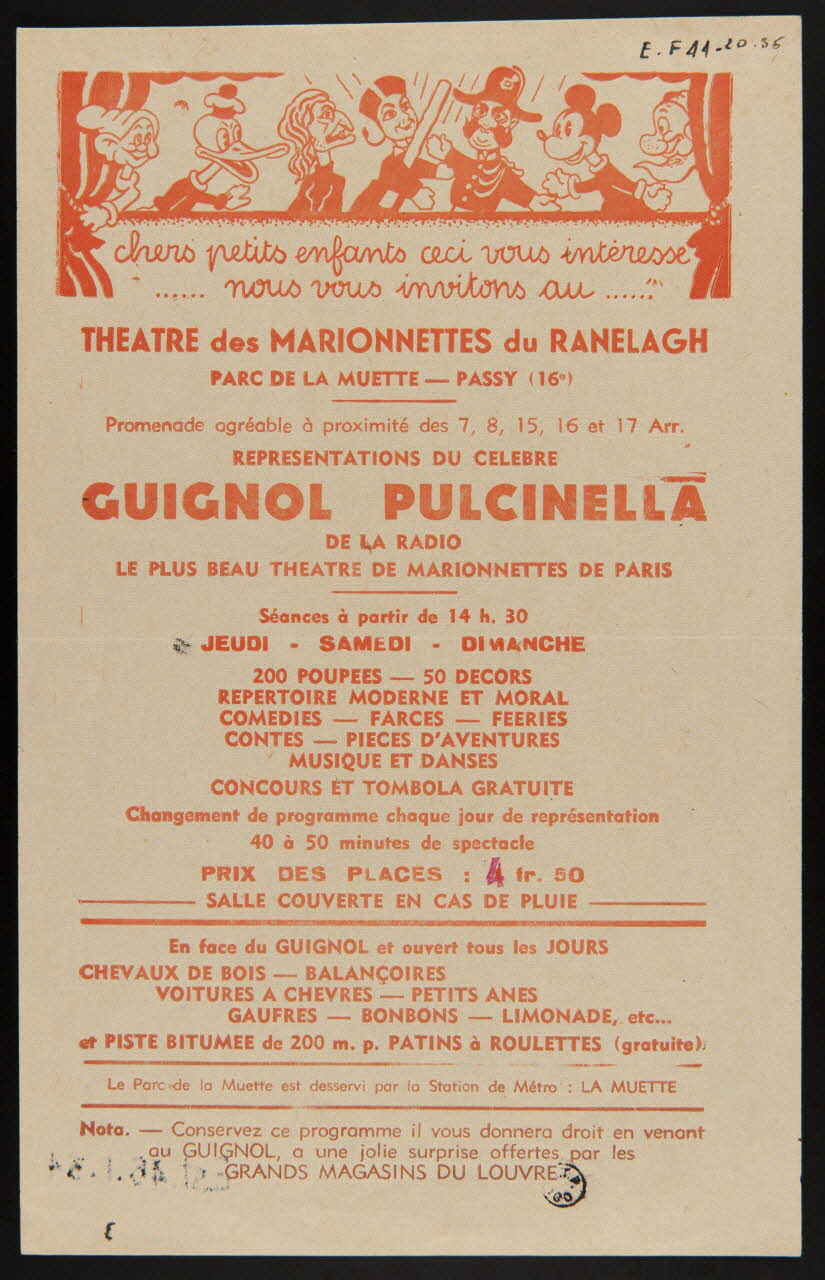 E. F 44-20.36
chers petits enfants ceci vous intéresse
...... nous vous invitons au ......
THEATRE des MARIONNETTES du RANELAGH
PARC DE LA MUETTE — PASSY (16e)
Promenade agréable à proximité des 7, 8, 15, 16 et 17 Arr.
REPRESENTATIONS DU CELEBRE
GUIGNOL PULCINELLA
DE LA RADIO
LE PLUS BEAU THEATRE DE MARIONNETTES DE PARIS
Séances à partir de 14 h. 30
JEUDI - SAMEDI - DIMANCHE
200 POUPEES — 50 DECORS
REPERTOIRE MODERNE ET MORAL
COMEDIES — FARCES — FEERIES
CONTES — PIECES D'AVENTURES
MUSIQUE ET DANSES
CONCOURS ET TOMBOLA GRATUITE
Changement de programme chaque jour de représentation
40 à 50 minutes de spectacle
PRIX DES PLACES : 4 fr. 50
SALLE COUVERTE EN CAS DE PLUIE
En face du GUIGNOL et ouvert tous les JOURS
CHEVAUX DE BOIS — BALANÇOIRES
VOITURES A CHEVRES — PETITS ANES
GAUFRES — BONBONS — LIMONADE, etc...
et PISTE BITUMEE de 200 m. p. PATINS à ROULETTES (gratuite).
Le Parc de la Muette est desservi par la Station de Métro : LA MUETTE
Nota. — Conservez ce programme il vous donnera droit en venant
au GUIGNOL, a une jolie surprise offertes par les
GRANDS MAGASINS DU LOUVRE
E